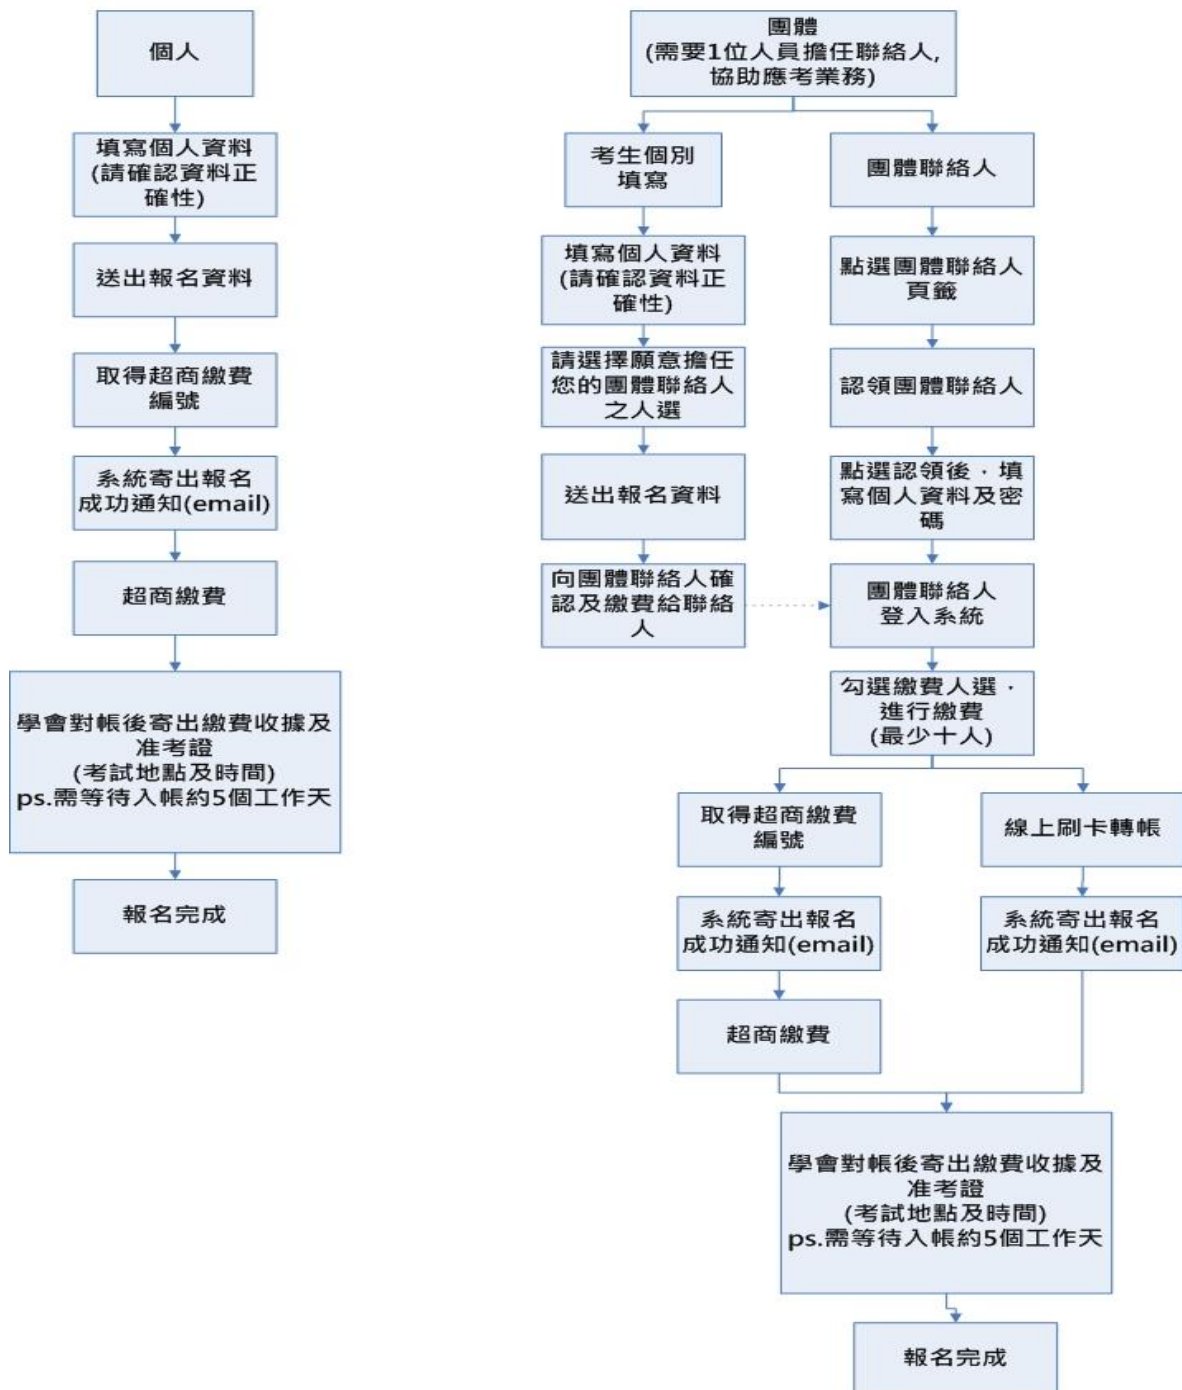 個人
填寫個人資料
(請確認資料正
確性)
送出報名資料
取得超商繳費
編號
系統寄出報名
成功通知(email)
超商繳費
學會對帳後寄出繳費收據及
准考證
(考試地點及時間)
ps.需等待入帳約5個工作天
報名完成
團體
(需要1位人員擔任聯絡人,
協助應考業務)
考生個別
填寫
填寫個人資料
(請確認資料正
確性)
請選擇願意擔任
您的團體聯絡人
之人選
送出報名資料
向團體聯絡人確
認及繳費給聯絡
人
團體聯絡人
點選團體聯絡人
頁籤
認領團體聯絡人
點選認領後，填
寫個人資料及密
碼
團體聯絡人
登入系統
勾選繳費人選，
進行繳費
(最少十人)
取得超商繳費
編號
系統寄出報名
成功通知(email)
超商繳費
線上刷卡轉帳
系統寄出報名
成功通知(email)
學會對帳後寄出繳費收據及
准考證
(考試地點及時間)
ps.需等待入帳約5個工作天
報名完成